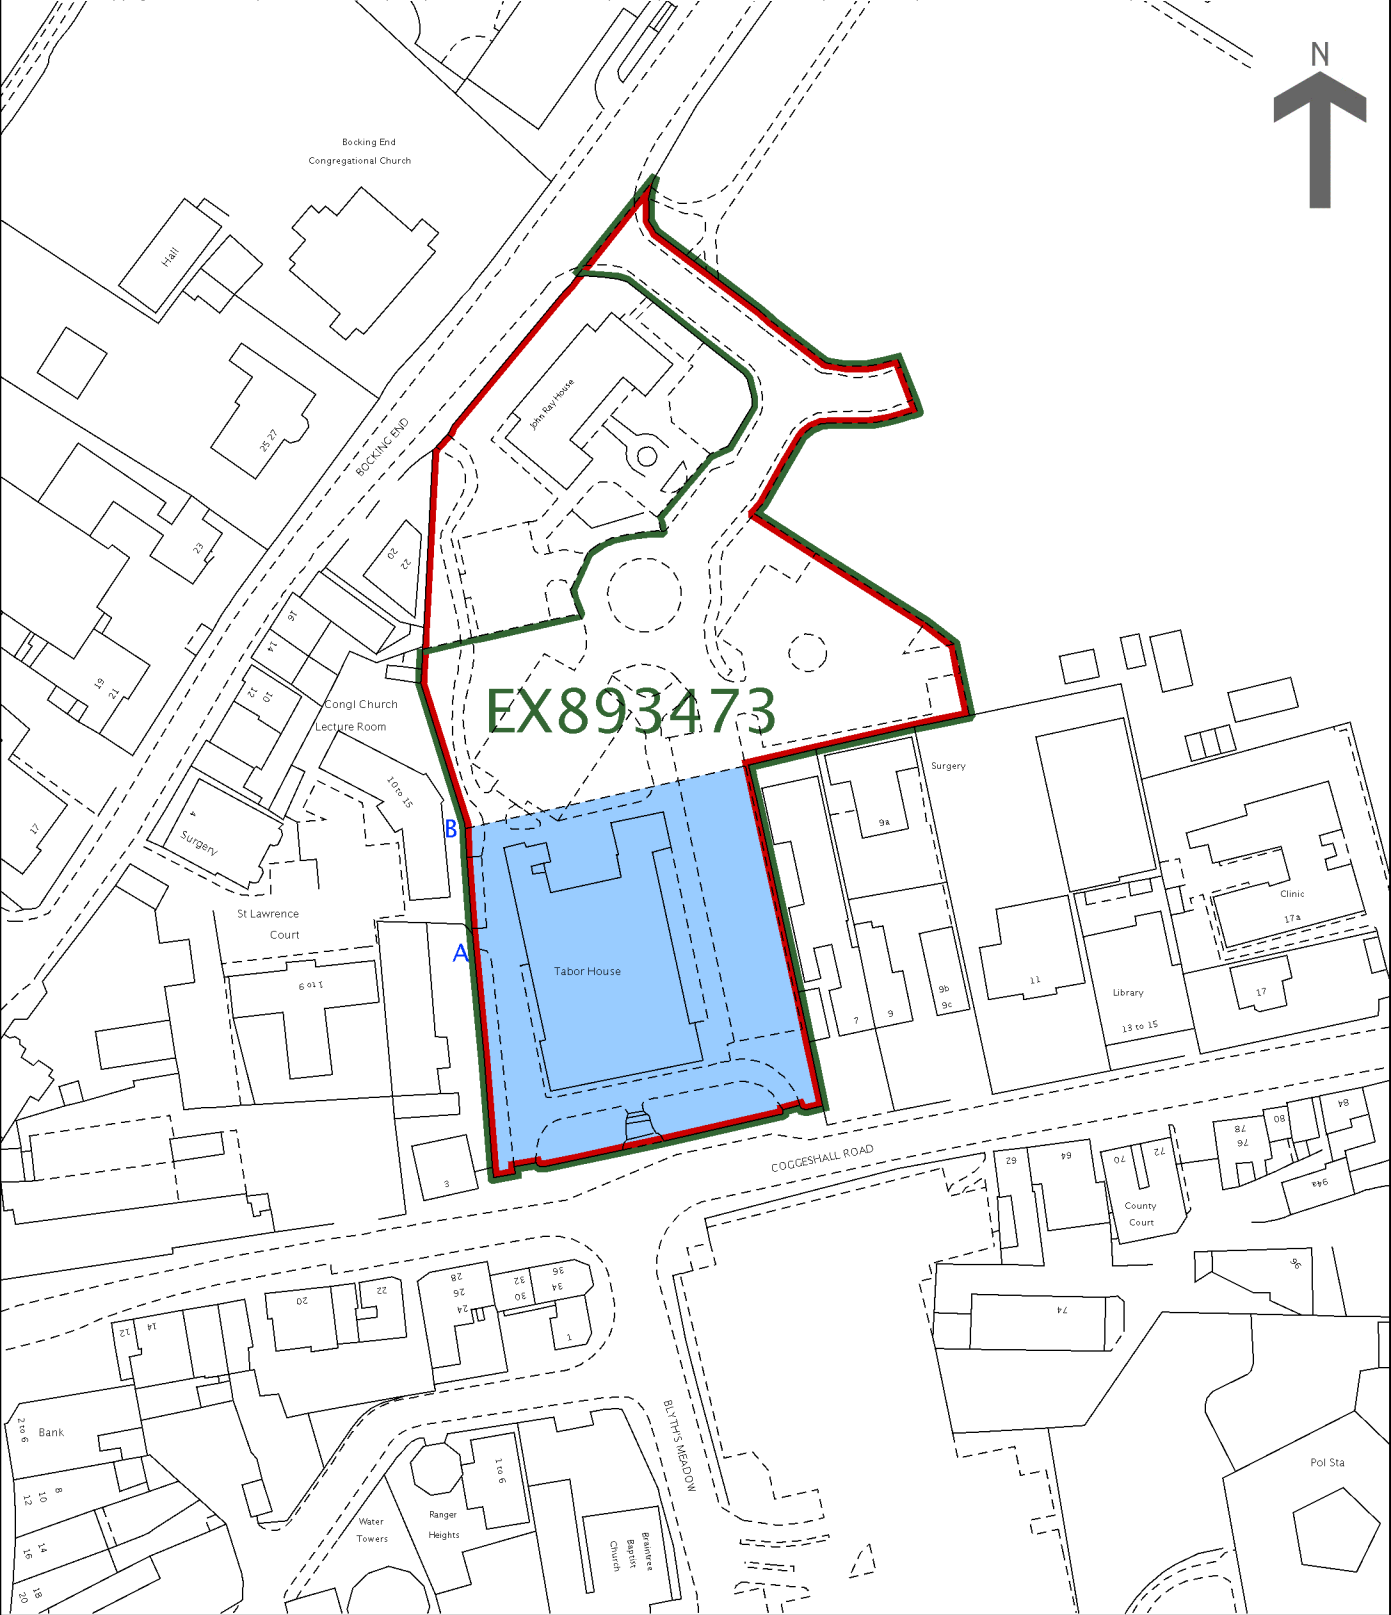 N
Bocking End
Congregational Church
Hall
25 27
BOCKING END
John Ray House
23
20
22
16
14
12
10
19
21
17
Congl Church
Lecture Room
EX893473
10 to 15
4
Surgery
B
Surgery
9a
St Lawrence
Court
A
Tabor House
1 to 9
7
9
9b
9c
11
Library
13 to 15
Clinic
17a
17
3
COGGESHALL ROAD
62
64
70
72
County
Court
78
76
80
84
94a
96
74
28
26
24
32
30
36
34
1
20
22
12
14
2 to 6
Bank
8
10
12
14
16
18
20
Water
Towers
Ranger
Heights
1 to 6
BLYTH'S MEADOW
Braintree
Baptist
Church
Pol Sta